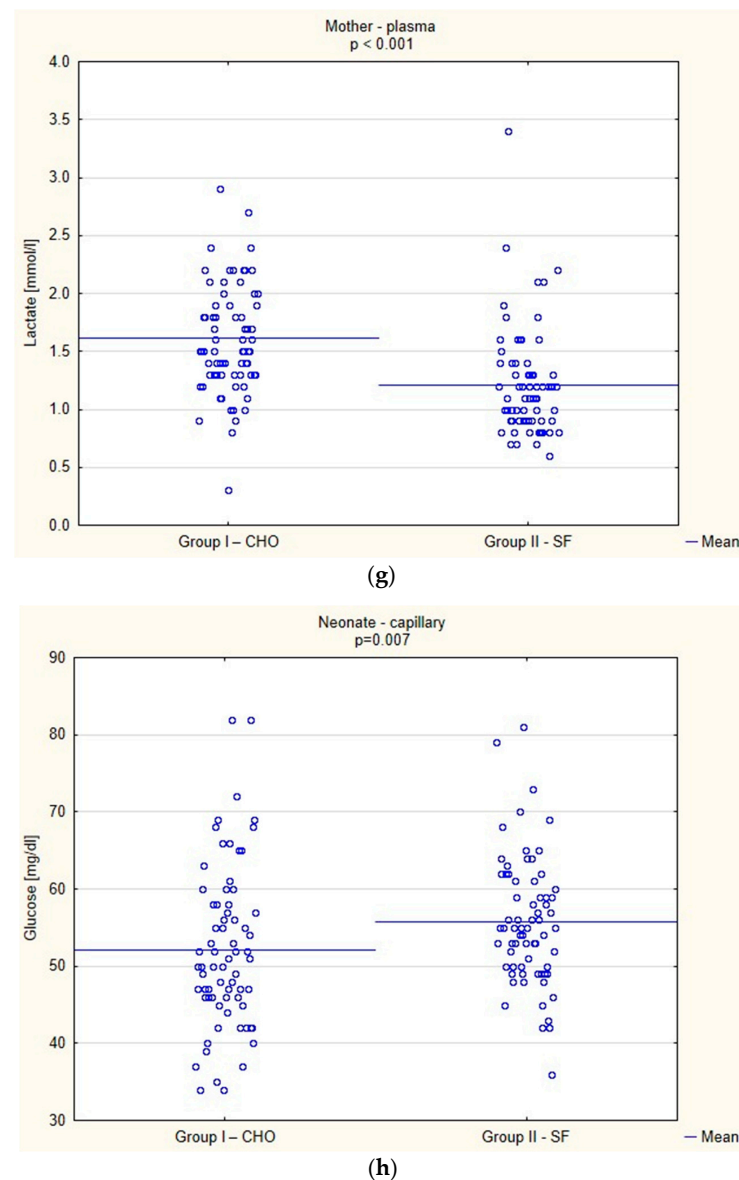 Mother - plasma
p < 0.001
4.0
3.5
3.0
2.5
2.0
1.5
1.0
0.5
0.0
Lactate [mmol/l]
Group I – CHO
Group II - SF
Mean
(g)
Neonate - capillary
p=0.007
90
80
70
60
50
40
30
Glucose [mg/dl]
Group I – CHO
Group II - SF
Mean
(h)